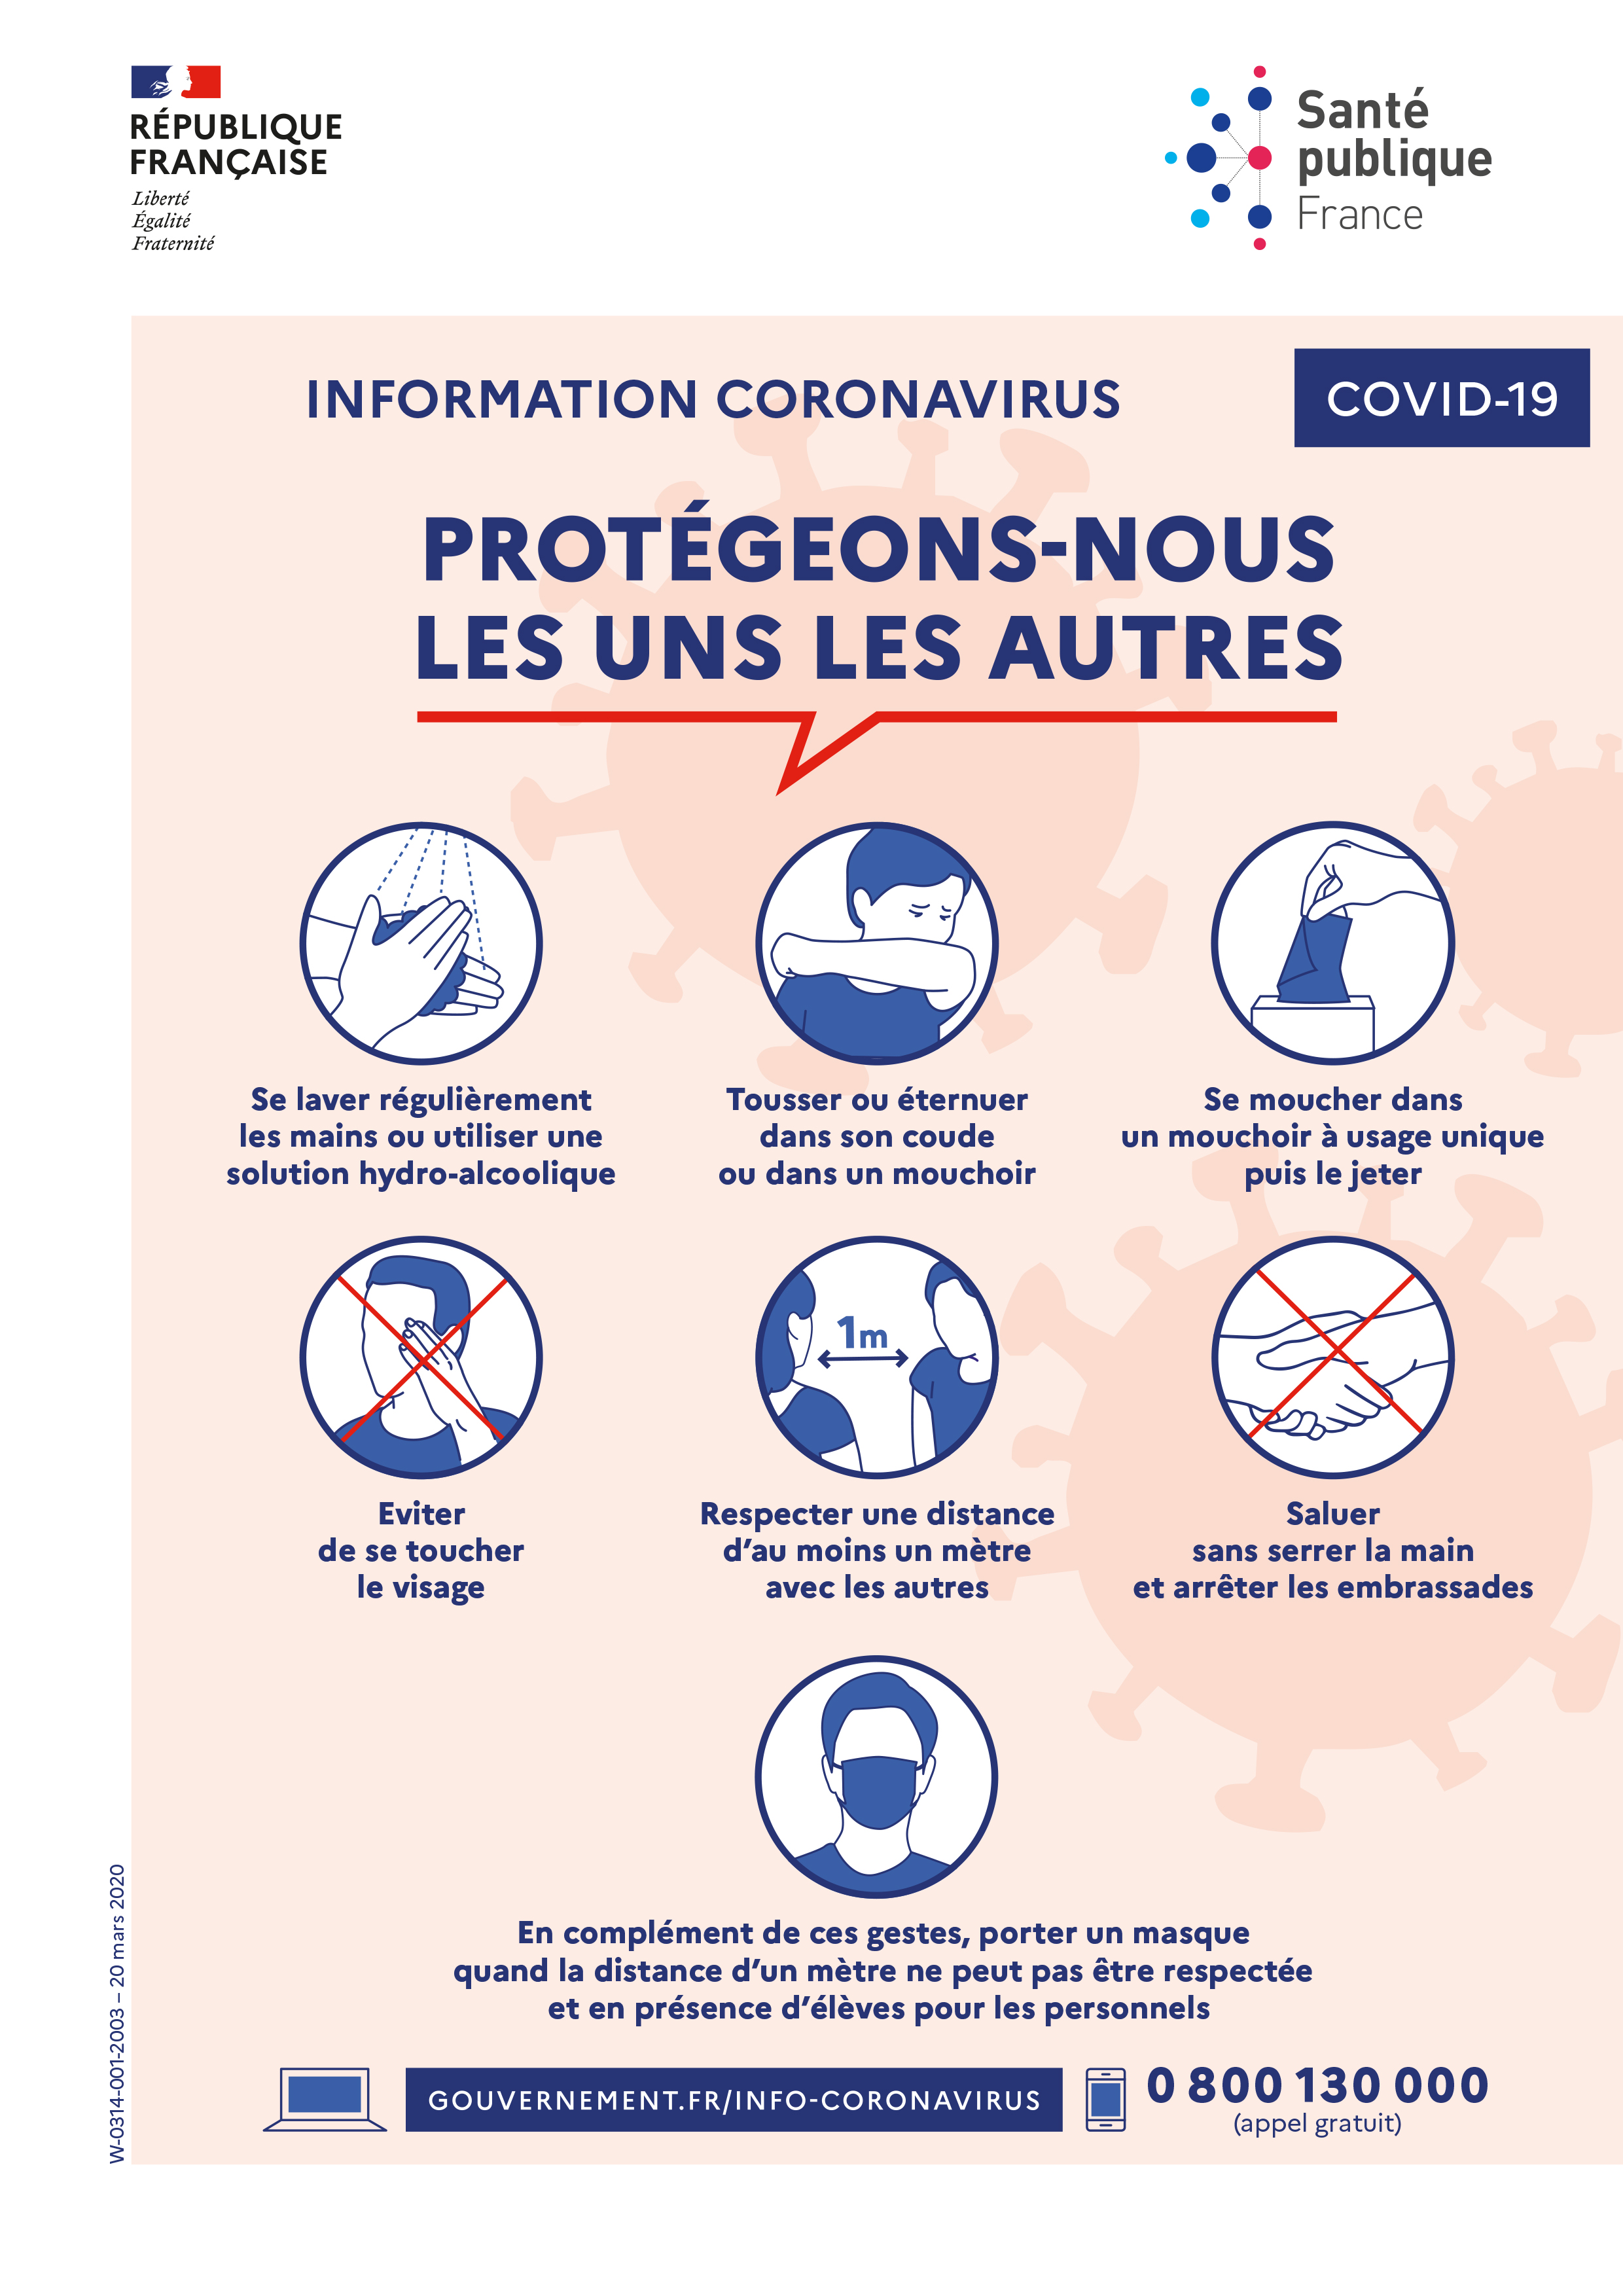 RÉPUBLIQUE
FRANÇAISE
Liberté
Égalité
Fraternité
Santé
publique
France
INFORMATION CORONAVIRUS
COVID-19
PROTÉGEONS-NOUS
LES UNS LES AUTRES
Se laver régulièrement
les mains ou utiliser une
solution hydro-alcoolique
Tousser ou éternuer
dans son coude
ou dans un mouchoir
Se moucher dans
un mouchoir à usage unique
puis le jeter
1m
Eviter
de se toucher
le visage
Respecter une distance
d’au moins un mètre
avec les autres
Saluer
sans serrer la main
et arrêter les embrassades
En complément de ces gestes, porter un masque
quand la distance d’un mètre ne peut pas être respectée
et en présence d’élèves pour les personnels
GOUVERNEMENT.FR/INFO-CORONAVIRUS
0 800 130 000
(appel gratuit)
W-0314-001-2003 – 20 mars 2020